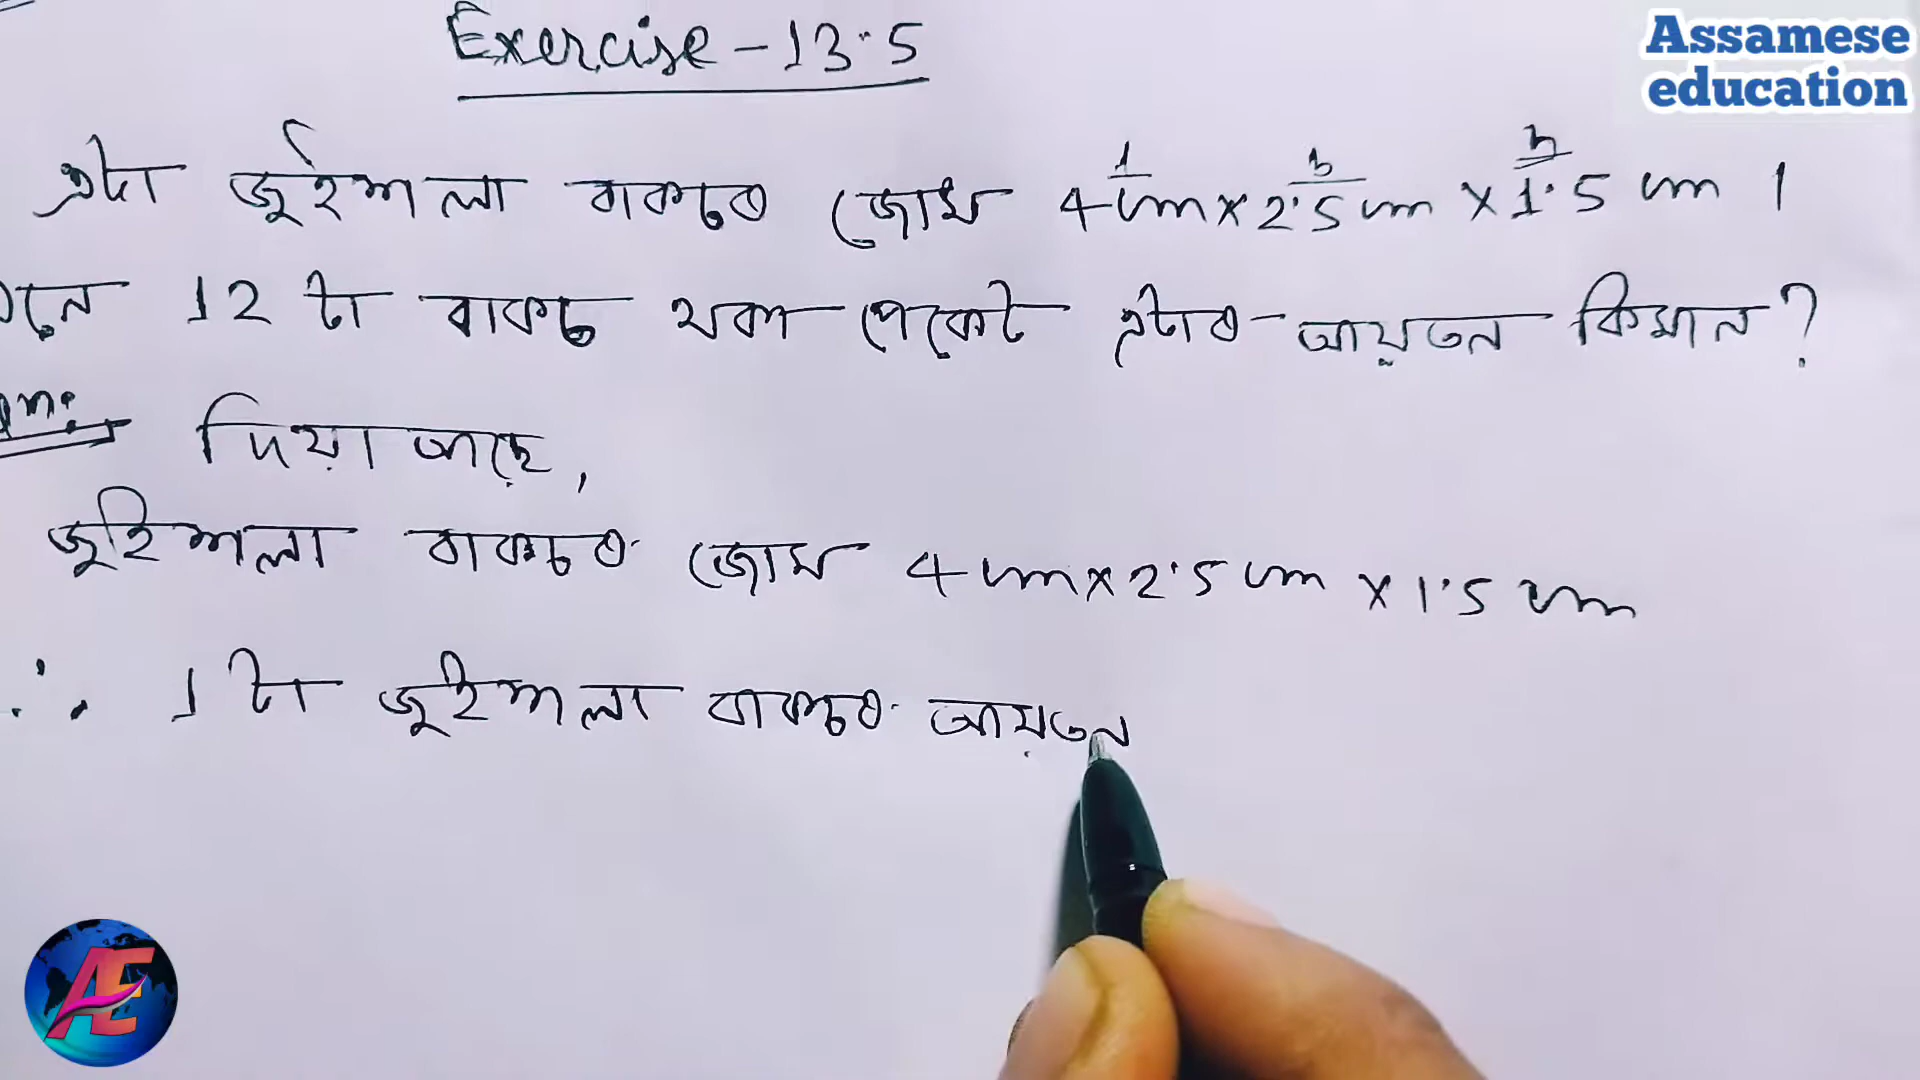 Exercise - 13.5
Assamese
education
l b h
এটা জুইশলা বাকচৰ জোখ 4 cm x 2.5 cm x 1.5 cm ।
12 টা বাকচ থকা পেকেট এটাৰ আয়তন কিমান?
দিয়া আছে,
জুইশলা বাকচৰ জোখ 4 cm x 2.5 cm x 1.5 cm
∴ 1 টা জুইশলা বাকচৰ আয়তন
AE